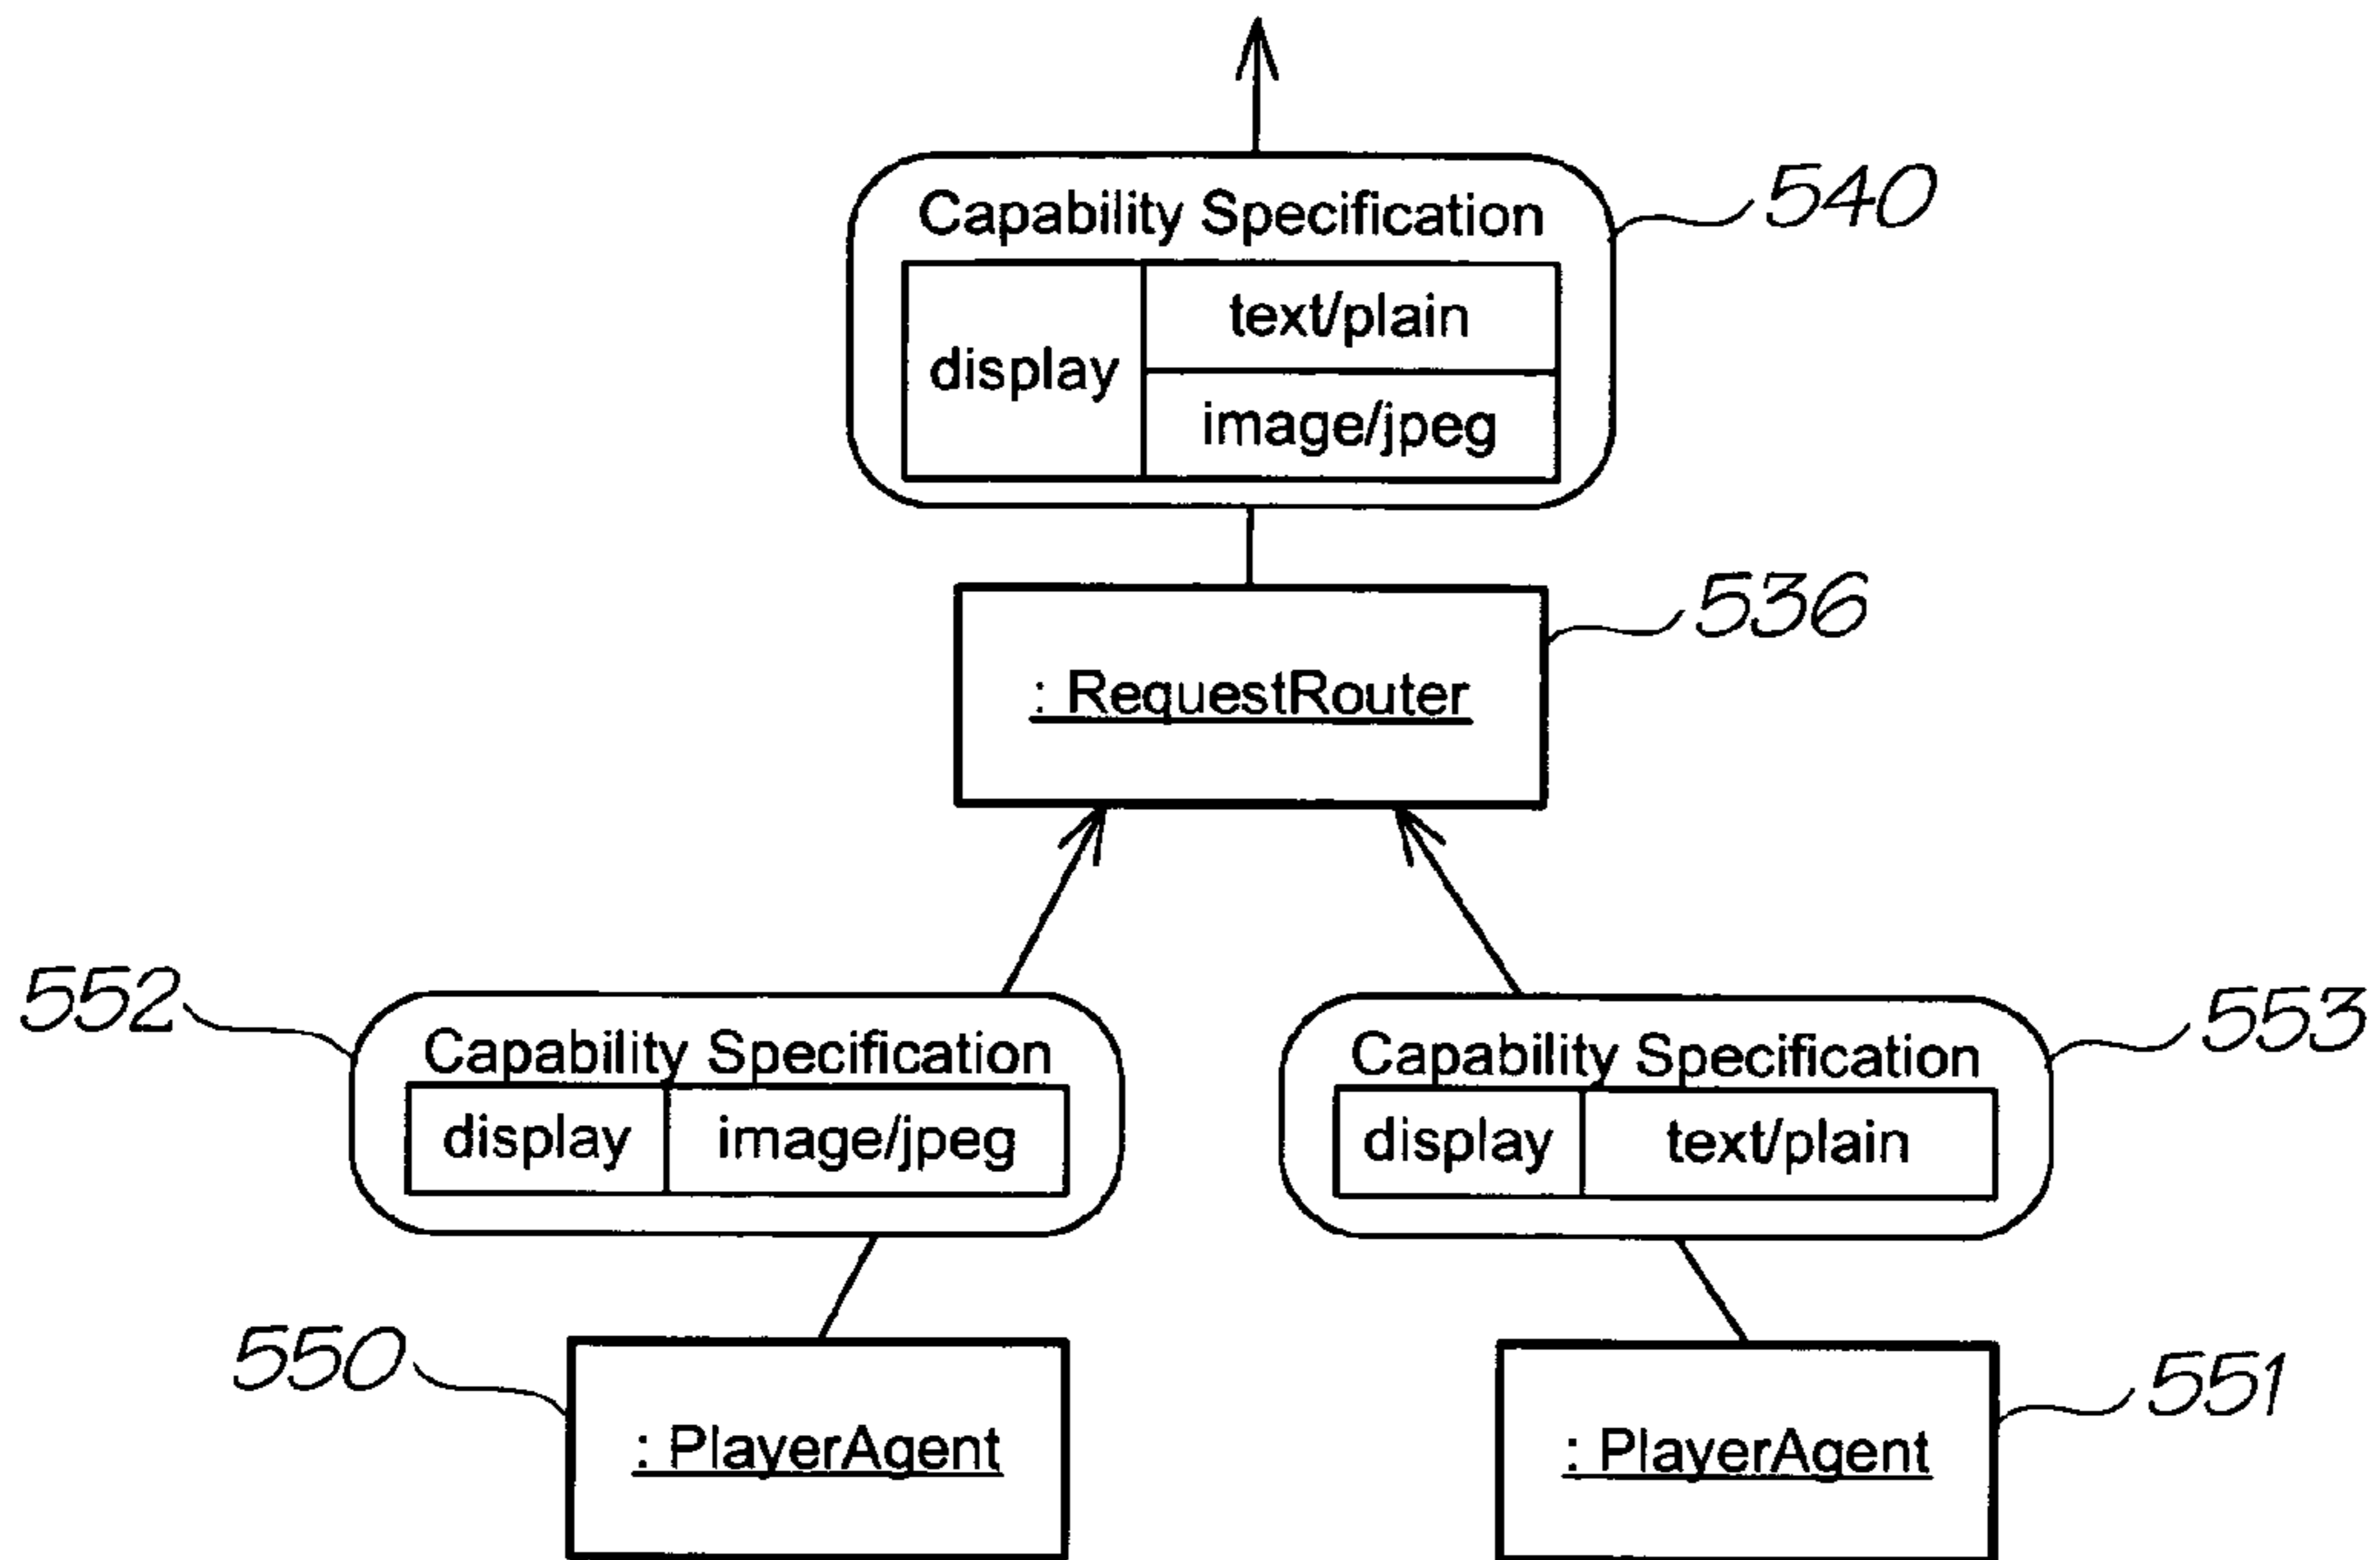 Capability Specification
540
display
text/plain
image/jpeg
536
: RequestRouter
552
Capability Specification
display
image/jpeg
553
Capability Specification
display
text/plain
550
: PlayerAgent
551
: PlayerAgent